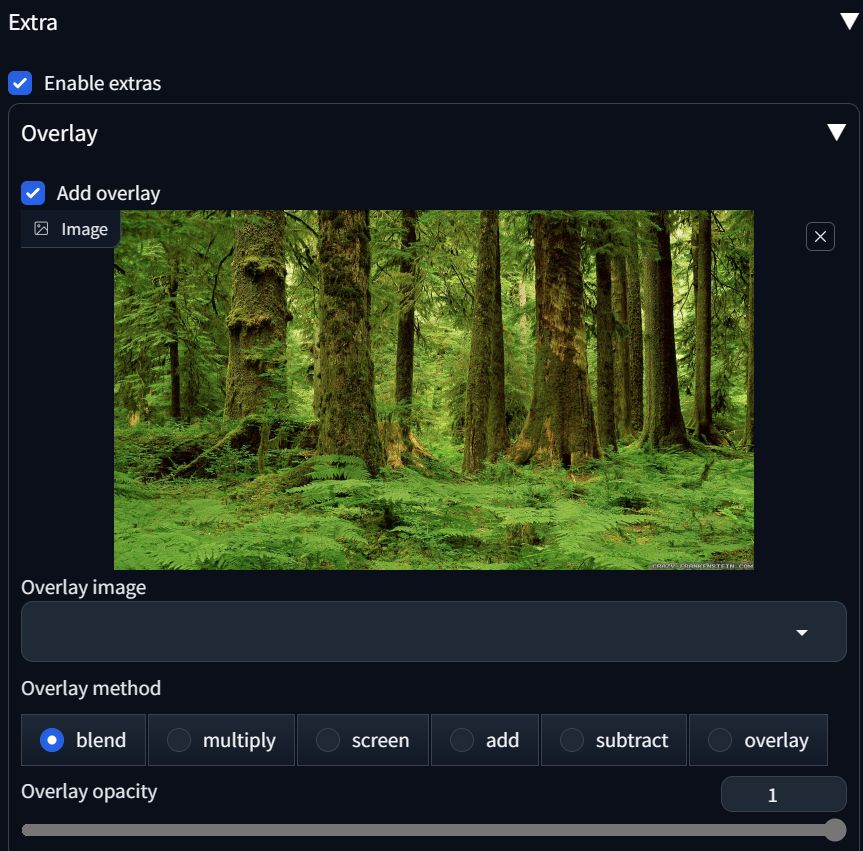 Extra
Enable extras
Overlay
Add overlay
Image
CRAZY-FRANKENSTEIN.COM
Overlay image
Overlay method
blend multiply screen add subtract overlay
Overlay opacity 1